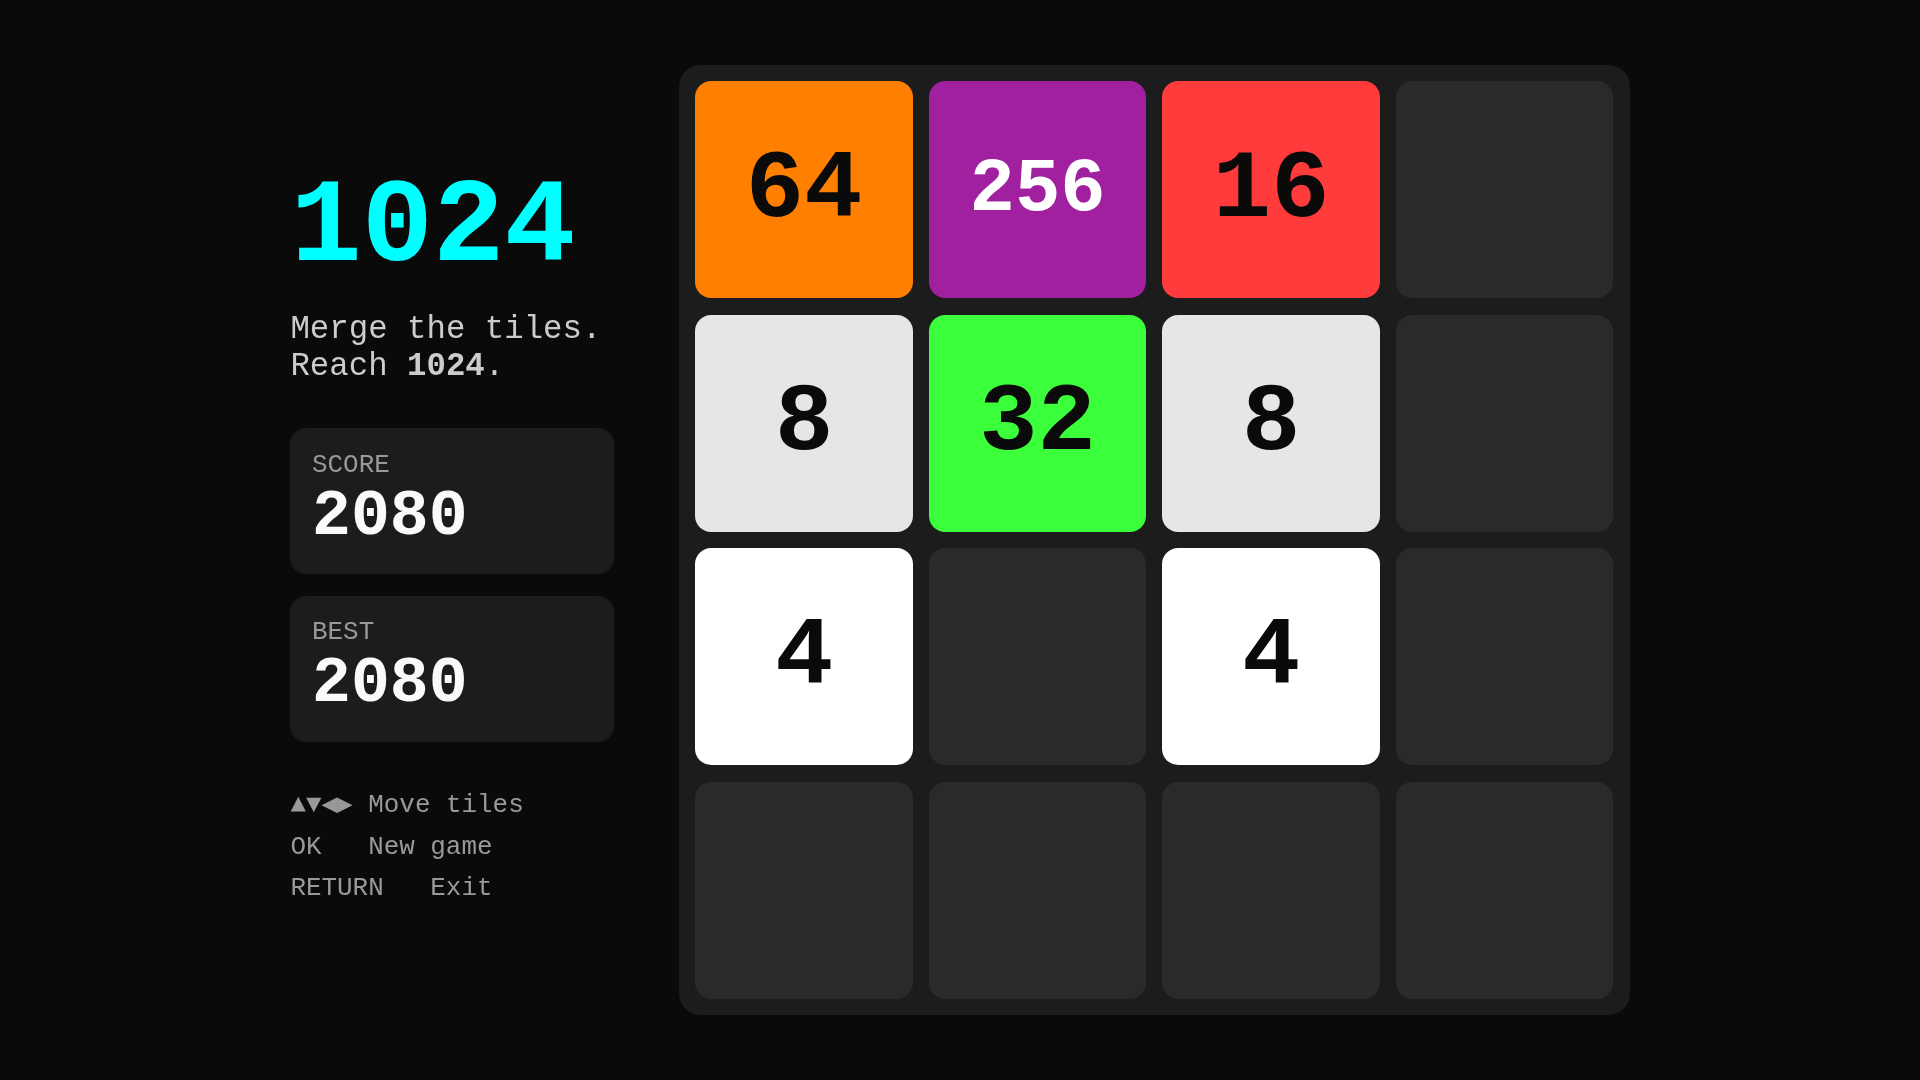 1024
Merge the tiles.
Reach 1024.
SCORE
2080
BEST
2080
▲▼◀▶ Move tiles
OK   New game
RETURN   Exit
64 256 16
8 32 8
4 4